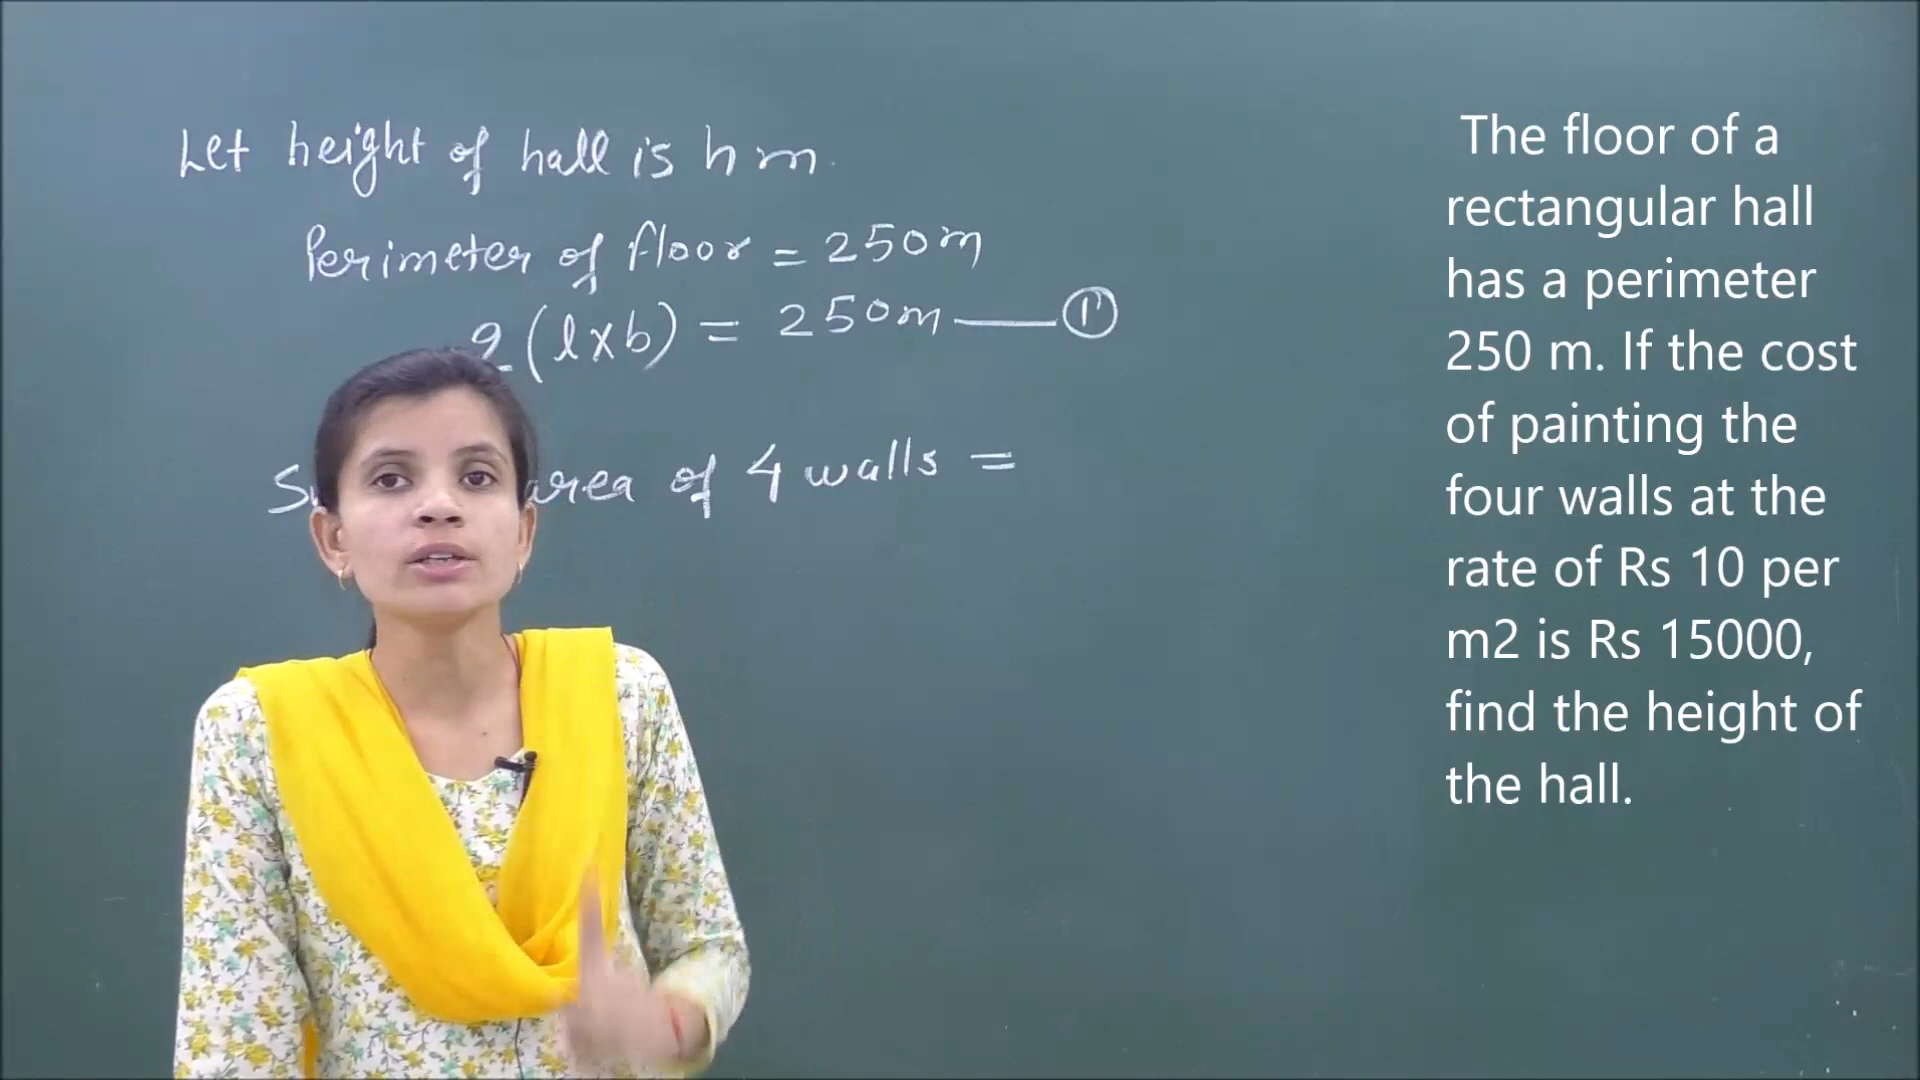 Let height of hall is h m.
Perimeter of floor = 250m
2 (l×b) = 250m —— 1
area of 4 walls =
The floor of a
rectangular hall
has a perimeter
250 m. If the cost
of painting the
four walls at the
rate of Rs 10 per
m2 is Rs 15000,
find the height of
the hall.